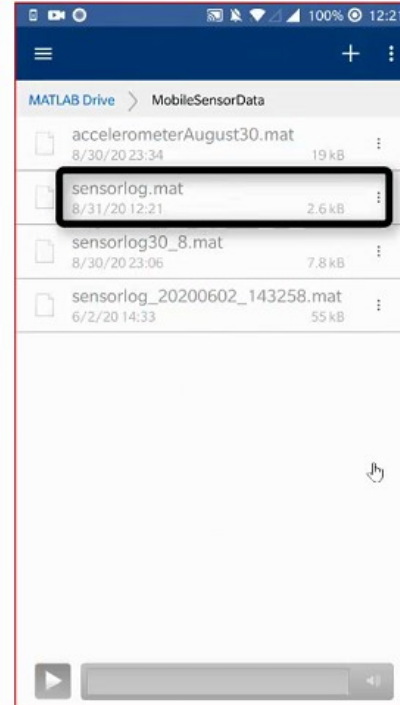 100% 12:21
MATLAB Drive MobileSensorData
accelerometerAugust30.mat
8/30/20 23:34 19 kB
sensorlog.mat
8/31/20 12:21 2.6 kB
sensorlog30_8.mat
8/30/20 23:06 7.8 kB
sensorlog_20200602_143258.mat
6/2/20 14:33 55 kB